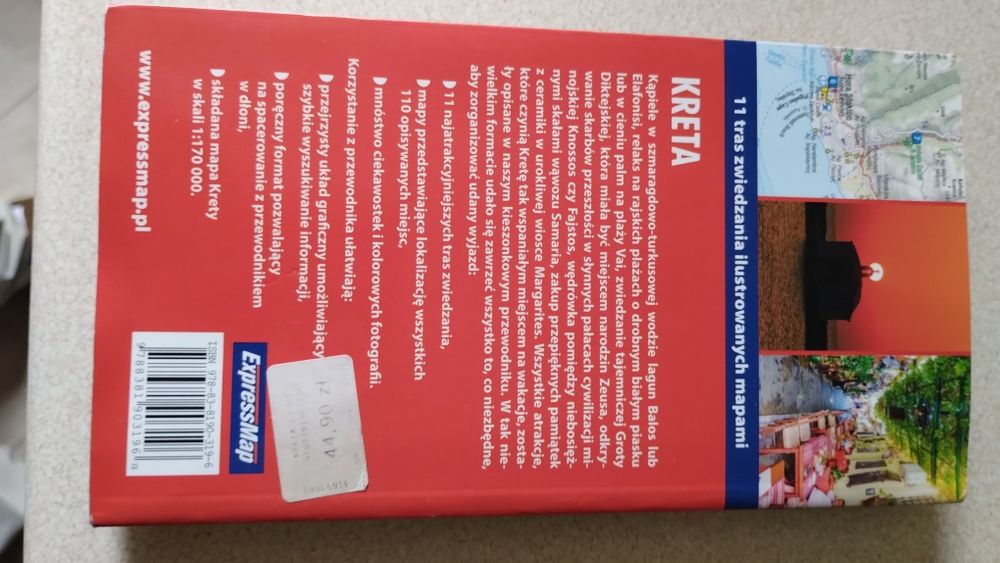 11 tras zwiedzania ilustrowanych mapami
KRETA
Kąpiele w szmaragdowo-turkusowej wodzie lagun Balos lub
Elafonisi, relaks na rajskich plażach o drobnym białym piasku
lub w cieniu palm na plaży Vai, zwiedzanie tajemniczej Groty
Diktejskiej, która miała być miejscem narodzin Zeusa, odkry-
wanie skarbów przeszłości w słynnych pałacach cywilizacji mi-
nojskiej Knossos czy Fajstos, wędrówka pomiędzy niebosięż-
nymi skałami wąwozu Samaria, zakup przepięknych pamiątek
z ceramiki w urokliwej wiosce Margarites. Wszystkie atrakcje,
które czynią Kretę tak wspaniałym miejscem na wakacje, zosta-
ły opisane w naszym kieszonkowym przewodniku. W tak nie-
wielkim formacie udało się zawrzeć wszystko to, co niezbędne,
aby zorganizować udany wyjazd:
11 najatrakcyjniejszych tras zwiedzania,
mapy przedstawiające lokalizację wszystkich
110 opisywanych miejsc,
mnóstwo ciekawostek i kolorowych fotografii.
Korzystanie z przewodnika ułatwiają:
przejrzysty układ graficzny umożliwiający
szybkie wyszukiwanie informacji,
poręczny format pozwalający
na spacerowanie z przewodnikiem
w dłoni,
składana mapa Krety
w skali 1:170 000.
www.expressmap.pl
44,90 zł
ExpressMap
ISBN 978-83-8190-319-6
9788381903196